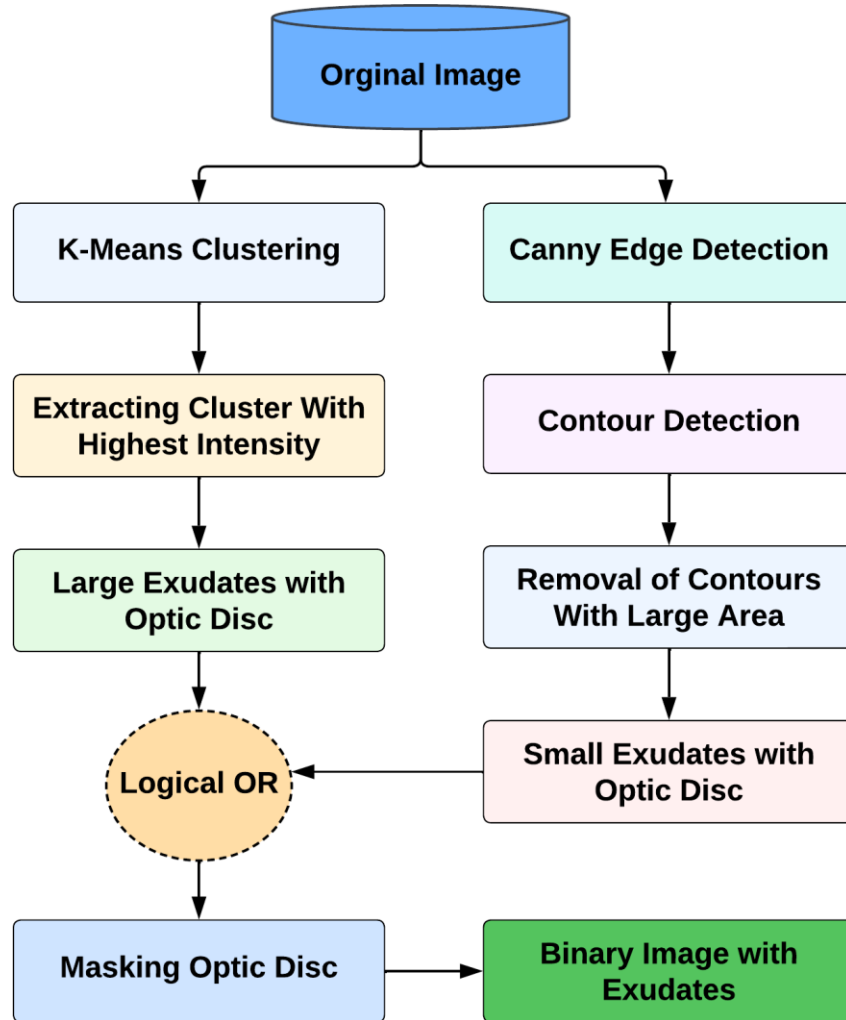 Orginal Image
K-Means Clustering
Canny Edge Detection
Extracting Cluster With
Highest Intensity
Contour Detection
Large Exudates with
Optic Disc
Removal of Contours
With Large Area
Logical OR
Small Exudates with
Optic Disc
Masking Optic Disc
Binary Image with
Exudates